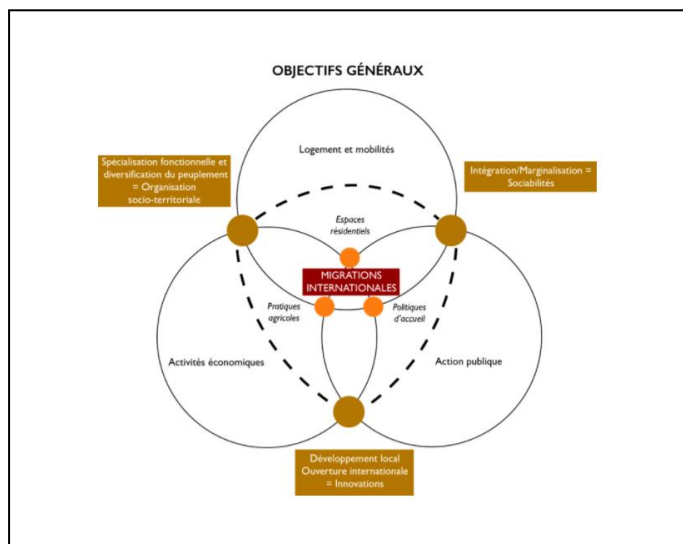 OBJECTIFS GÉNÉRAUX
Logement et mobilités
Spécialisation fonctionnelle et
diversification du peuplement
= Organisation
socio-territoriale
Intégration/Marginalisation =
Sociabilités
Espaces
résidentiels
MIGRATIONS
INTERNATIONALES
Pratiques
agricoles
Politiques
d'accueil
Activités économiques
Action publique
Développement local
Ouverture internationale
= Innovations